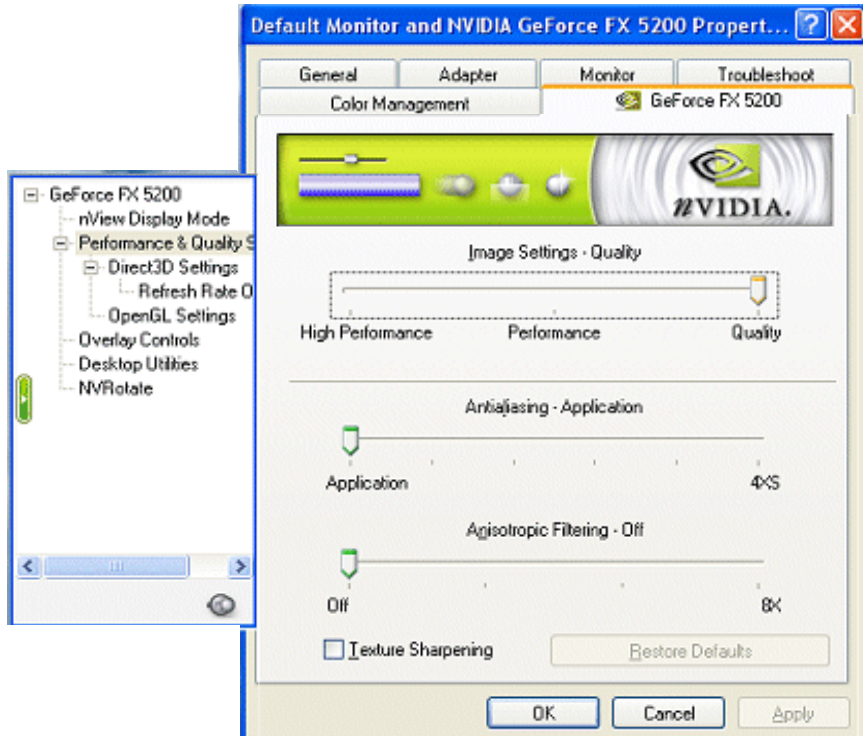 Default Monitor and NVIDIA GeForce FX 5200 Propert...
General Adapter Monitor Troubleshoot
Color Management GeForce FX 5200
nVIDIA.
GeForce FX 5200
nView Display Mode
Performance & Quality S
Direct3D Settings
Refresh Rate O
OpenGL Settings
Overlay Controls
Desktop Utilities
NVRotate
Image Settings - Quality
High Performance Performance Quality
Antialiasing - Application
Application 4XS
Anisotropic Filtering - Off
Off 8X
Texture Sharpening Restore Defaults
OK Cancel Apply